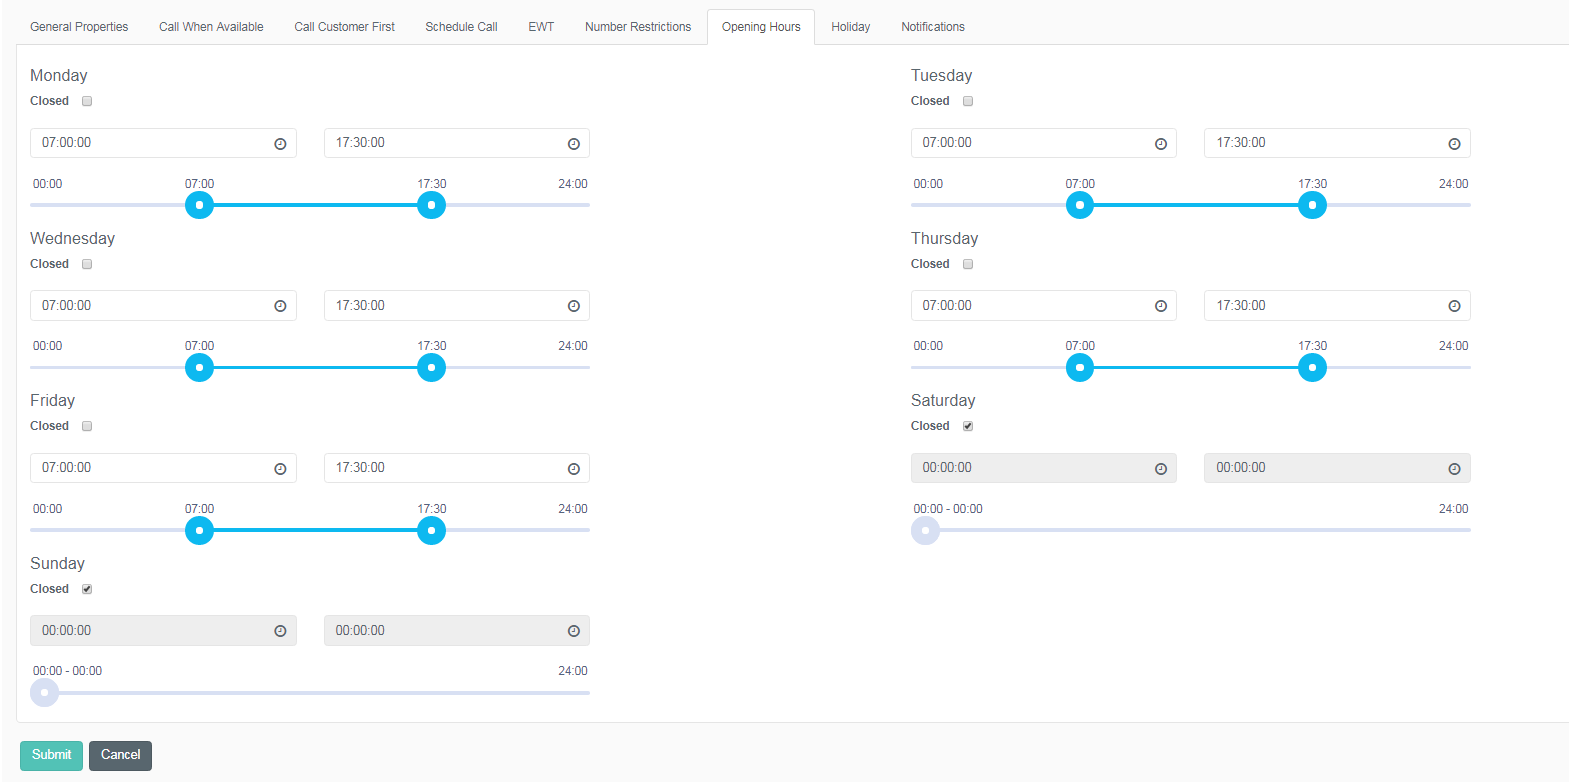 General Properties Call When Available Call Customer First Schedule Call EWT Number Restrictions Opening Hours Holiday Notifications
Monday Tuesday
Closed Closed
07:00:00 17:30:00 07:00:00 17:30:00
00:00 07:00 17:30 24:00 00:00 07:00 17:30 24:00
Wednesday Thursday
Closed Closed
07:00:00 17:30:00 07:00:00 17:30:00
00:00 07:00 17:30 24:00 00:00 07:00 17:30 24:00
Friday Saturday
Closed Closed
07:00:00 17:30:00 00:00:00 00:00:00
00:00 07:00 17:30 24:00 00:00 - 00:00 24:00
Sunday
Closed
00:00:00 00:00:00
00:00 - 00:00 24:00
Submit Cancel